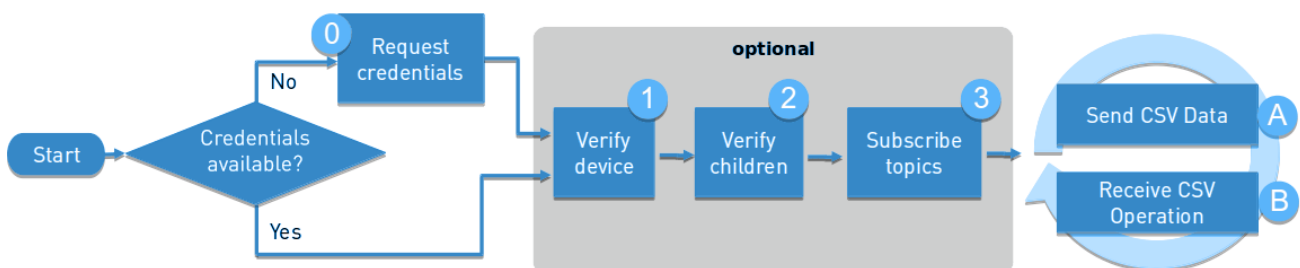 Start
Credentials
available?
No
Yes
0
Request
credentials
optional
1
Verify
device
2
Verify
children
3
Subscribe
topics
Send CSV Data
A
Receive CSV
Operation
B